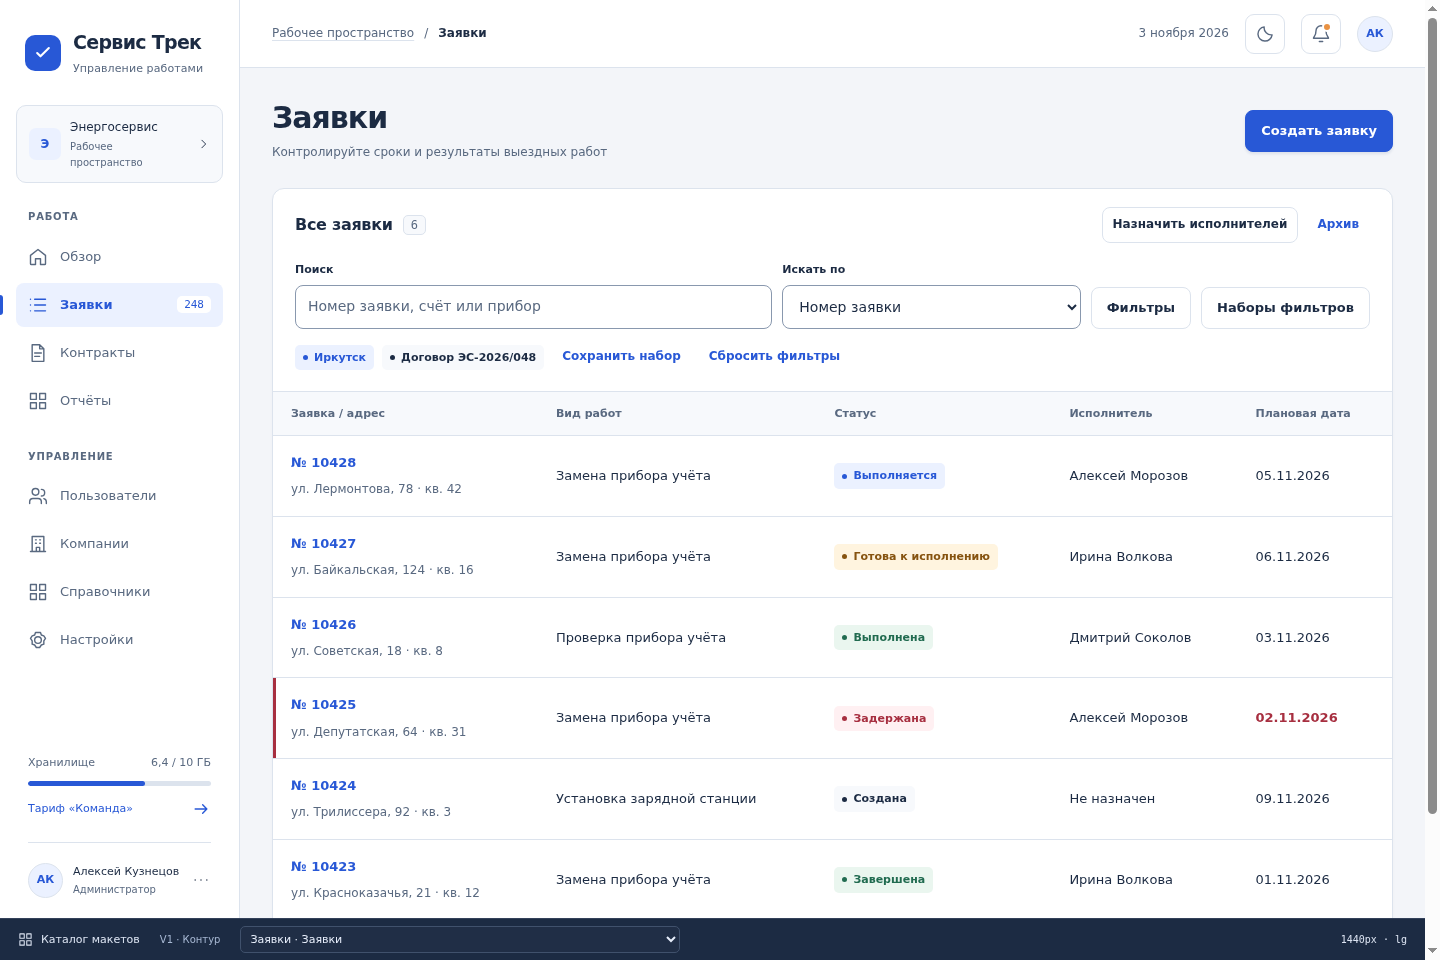 Сервис Трек
Управление работами
Рабочее пространство / Заявки
3 ноября 2026
АК
Э
Энергосервис
Рабочее
пространство
РАБОТА
Обзор
Заявки 248
Контракты
Отчёты
УПРАВЛЕНИЕ
Пользователи
Компании
Справочники
Настройки
Хранилище 6,4 / 10 ГБ
Тариф «Команда»
АК
Алексей Кузнецов
Администратор
Заявки
Контролируйте сроки и результаты выездных работ
Создать заявку
Все заявки 6
Назначить исполнителей Архив
Поиск Искать по
Номер заявки, счёт или прибор Номер заявки Фильтры Наборы фильтров
Иркутск Договор ЭС-2026/048 Сохранить набор Сбросить фильтры
Заявка / адрес Вид работ Статус Исполнитель Плановая дата
№ 10428
ул. Лермонтова, 78 · кв. 42
Замена прибора учёта Выполняется Алексей Морозов 05.11.2026
№ 10427
ул. Байкальская, 124 · кв. 16
Замена прибора учёта Готова к исполнению Ирина Волкова 06.11.2026
№ 10426
ул. Советская, 18 · кв. 8
Проверка прибора учёта Выполнена Дмитрий Соколов 03.11.2026
№ 10425
ул. Депутатская, 64 · кв. 31
Замена прибора учёта Задержана Алексей Морозов 02.11.2026
№ 10424
ул. Трилиссера, 92 · кв. 3
Установка зарядной станции Создана Не назначен 09.11.2026
№ 10423
ул. Красноказачья, 21 · кв. 12
Замена прибора учёта Завершена Ирина Волкова 01.11.2026
Каталог макетов V1 · Контур Заявки · Заявки 1440px · lg